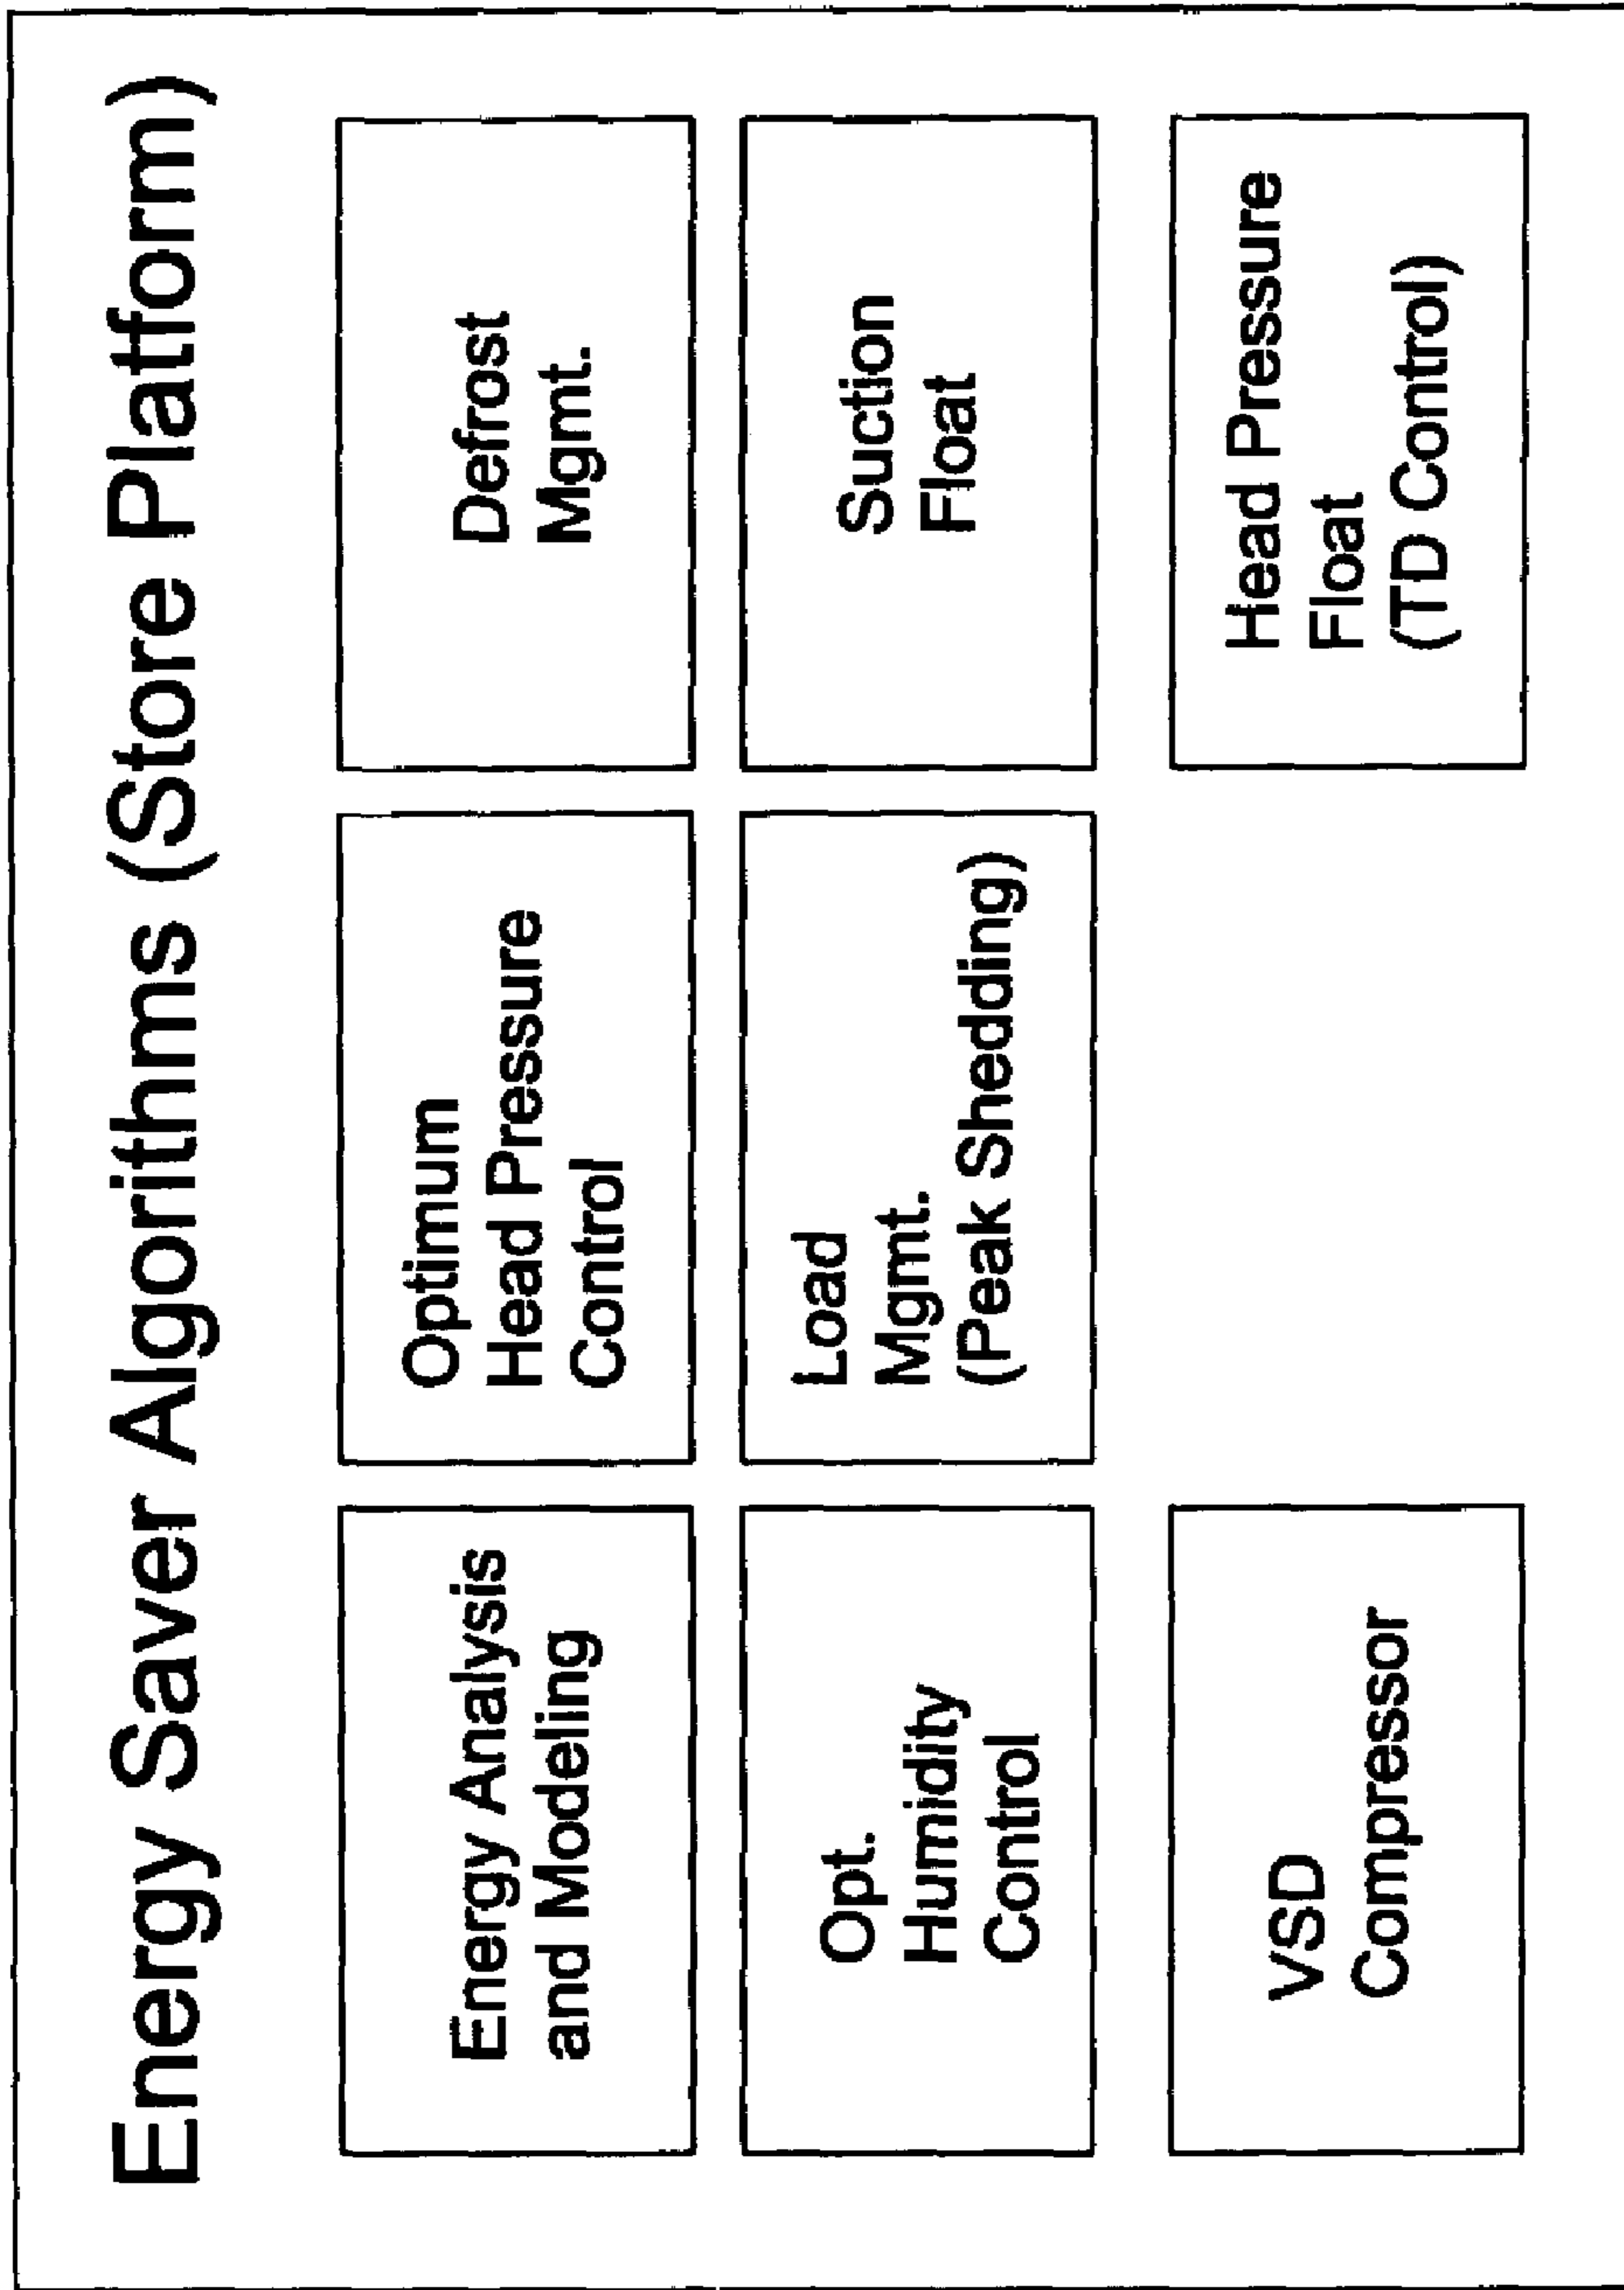 Energy Saver Algorithms (Store Platform)
Energy Analysis
and Modeling
Optimum
Head Pressure
Control
Defrost
Mgmt.
Opt.
Humidity
Control
Load
Mgmt.
(Peak Shedding)
Suction
Float
VSD
Compressor
Head Pressure
Float
(TD Control)